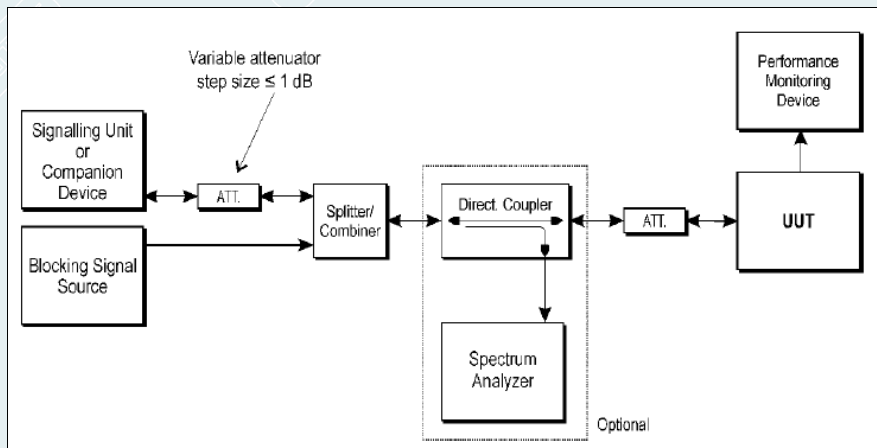 Variable attenuator
step size ≤ 1 dB
Performance
Monitoring
Device
Signalling Unit
or
Companion
Device
ATT.
Splitter/
Combiner
Direct. Coupler
ATT.
UUT
Blocking Signal
Source
Spectrum
Analyzer
Optional